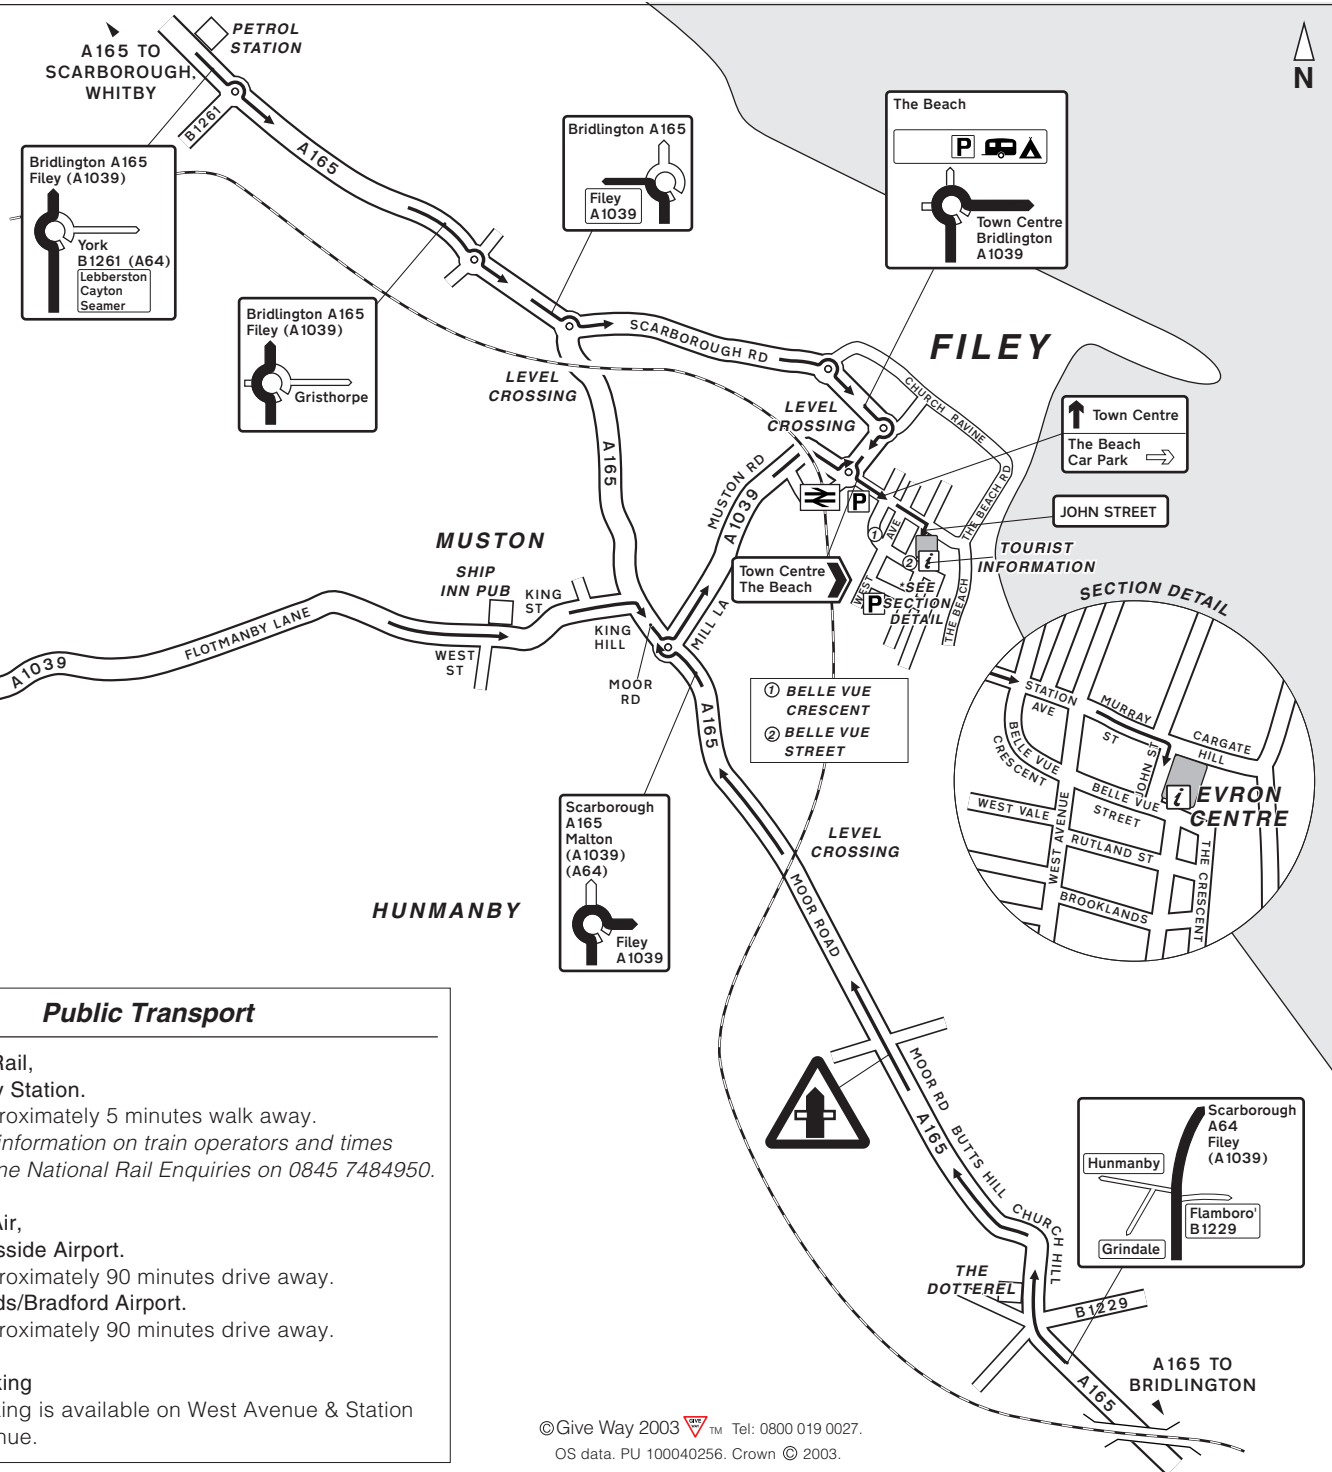 PETROL
STATION
A165 TO
SCARBOROUGH,
WHITBY
N
B1261
A165
Bridlington A165
Filey (A1039)
York
B1261 (A64)
Lebberston
Cayton
Seamer
Bridlington A165
Filey
A1039
The Beach
P
Town Centre
Bridlington
A1039
Bridlington A165
Filey (A1039)
Gristhorpe
SCARBOROUGH RD
FILEY
LEVEL
CROSSING
LEVEL
CROSSING
CHURCH RAVINE
Town Centre
The Beach
Car Park
A165
MUSTON RD
A1039
THE BEACH RD
P
JOHN STREET
1
AVE
MUSTON
SHIP
INN PUB
KING
ST
TOURIST
INFORMATION
2
i
Town Centre
The Beach
WEST
P
*SEE
SECTION
DETAIL
THE BEACH
SECTION DETAIL
FLOTMANBY LANE
A1039
WEST
ST
KING
HILL
MILL LA
MOOR
RD
1 BELLE VUE
CRESCENT
2 BELLE VUE
STREET
A165
STATION
AVE
MURRAY
ST
JOHN ST
CARGATE
HILL
BELLE VUE
CRESCENT
BELLE VUE
STREET
i
EVRON
CENTRE
WEST VALE
WEST AVENUE
RUTLAND ST
THE CRESCENT
BROOKLANDS
Scarborough
A165
Malton
(A1039)
(A64)
Filey
A1039
LEVEL
CROSSING
HUNMANBY
MOOR ROAD
MOOR RD
A165
BUTTS HILL
CHURCH HILL
Scarborough
A64
Filey
(A1039)
Hunmanby
Flamboro'
B1229
Grindale
THE
DOTTEREL
B1229
A165
A165 TO
BRIDLINGTON
Public Transport
Rail,
Station.
roximately 5 minutes walk away.
information on train operators and times
ne National Rail Enquiries on 0845 7484950.
Air,
sside Airport.
roximately 90 minutes drive away.
ds/Bradford Airport.
roximately 90 minutes drive away.
king
ing is available on West Avenue & Station
nue.
©Give Way 2003 GIVE WAY TM Tel: 0800 019 0027.
OS data. PU 100040256. Crown © 2003.